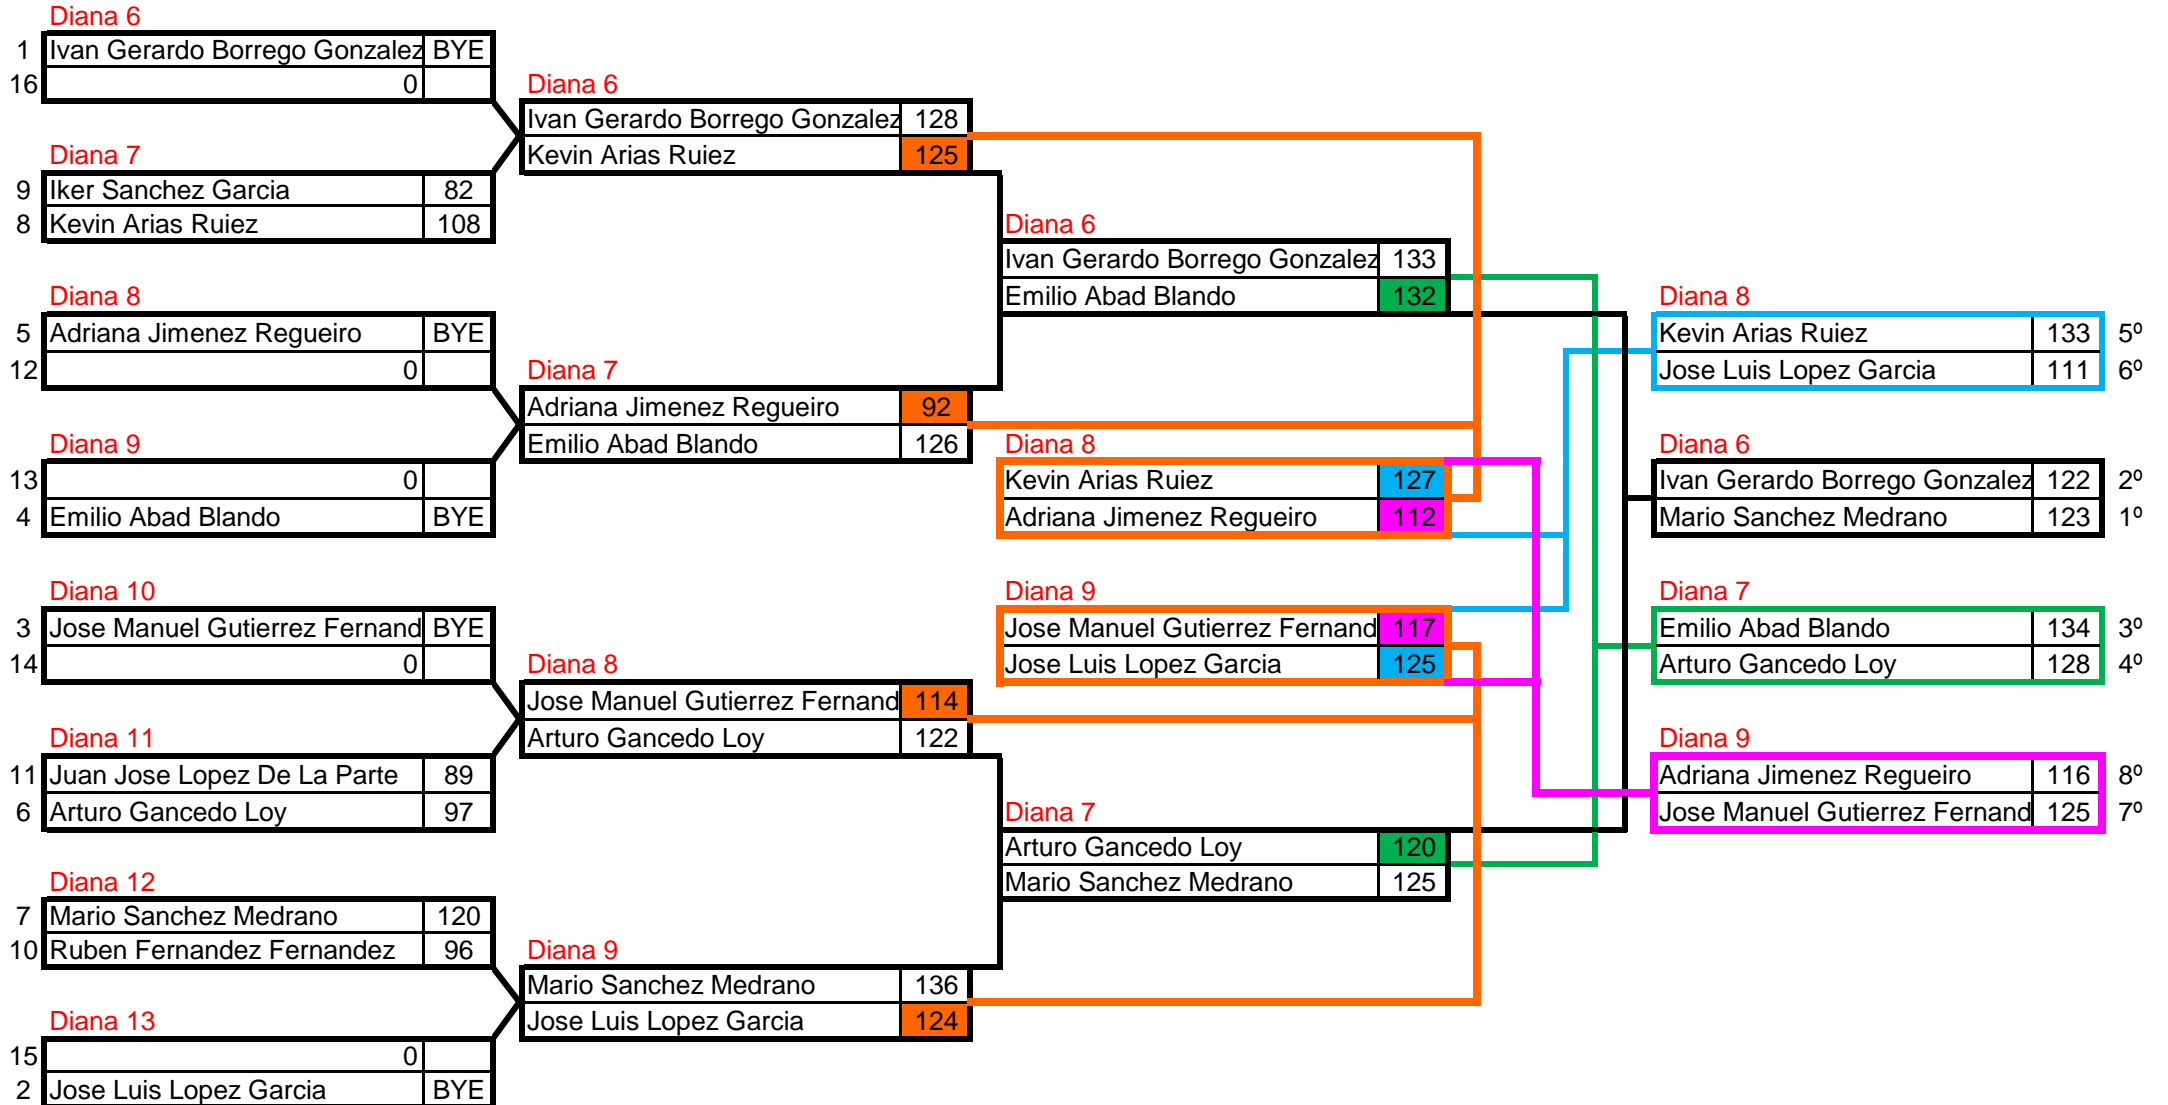 Diana 6
1 Ivan Gerardo Borrego Gonzalez BYE
16 0
Diana 7
9 Iker Sanchez Garcia 82
8 Kevin Arias Ruiez 108
Diana 8
5 Adriana Jimenez Regueiro BYE
12 0
Diana 9
13 0
4 Emilio Abad Blando BYE
Diana 10
3 Jose Manuel Gutierrez Fernand BYE
14 0
Diana 11
11 Juan Jose Lopez De La Parte 89
6 Arturo Gancedo Loy 97
Diana 12
7 Mario Sanchez Medrano 120
10 Ruben Fernandez Fernandez 96
Diana 13
15 0
2 Jose Luis Lopez Garcia BYE
Diana 6
Ivan Gerardo Borrego Gonzalez 128
Kevin Arias Ruiez 125
Diana 7
Adriana Jimenez Regueiro 92
Emilio Abad Blando 126
Diana 8
Jose Manuel Gutierrez Fernand 114
Arturo Gancedo Loy 122
Diana 9
Mario Sanchez Medrano 136
Jose Luis Lopez Garcia 124
Diana 6
Ivan Gerardo Borrego Gonzalez 133
Emilio Abad Blando 132
Diana 8
Kevin Arias Ruiez 127
Adriana Jimenez Regueiro 112
Diana 9
Jose Manuel Gutierrez Fernand 117
Jose Luis Lopez Garcia 125
Diana 7
Arturo Gancedo Loy 120
Mario Sanchez Medrano 125
Diana 8
Kevin Arias Ruiez 133 5º
Jose Luis Lopez Garcia 111 6º
Diana 6
Ivan Gerardo Borrego Gonzalez 122 2º
Mario Sanchez Medrano 123 1º
Diana 7
Emilio Abad Blando 134 3º
Arturo Gancedo Loy 128 4º
Diana 9
Adriana Jimenez Regueiro 116 8º
Jose Manuel Gutierrez Fernand 125 7º